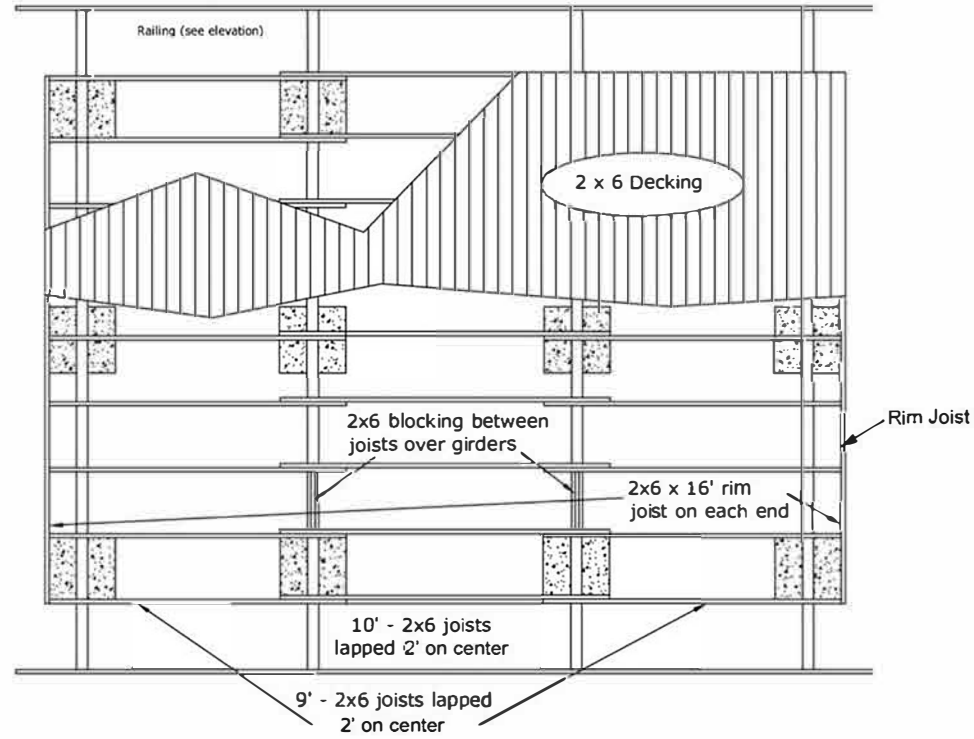 Railing (see elevation)
2 x 6 Decking
2x6 blocking between
joists over girders
Rim Joist
2x6 x 16' rim
joist on each end
10' - 2x6 joists
lapped 2' on center
9' - 2x6 joists lapped
2' on center